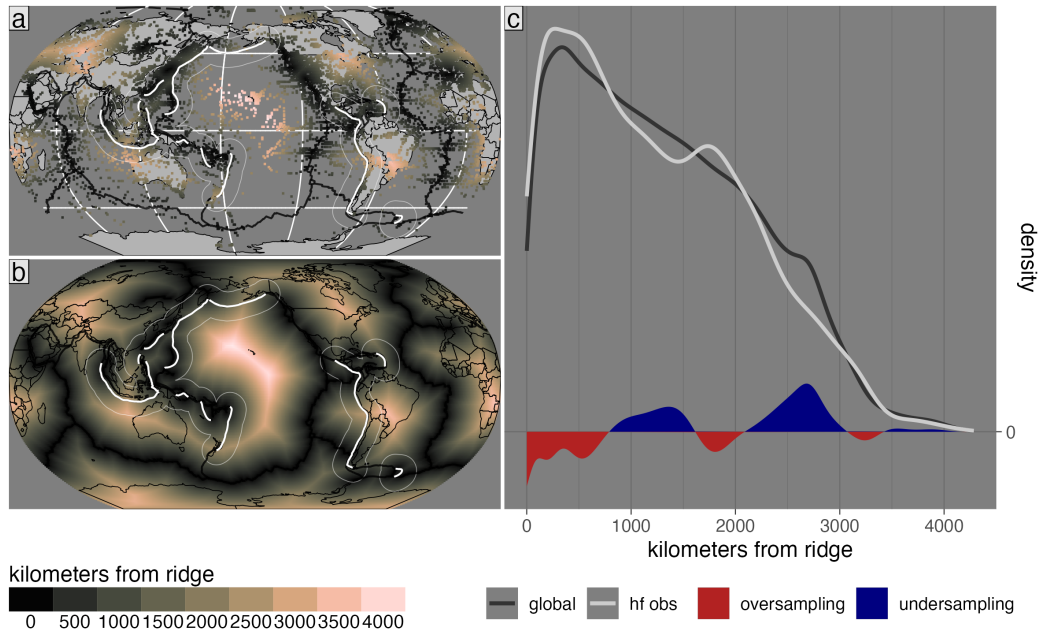 a
b
kilometers from ridge
0 500 1000 1500 2000 2500 3000 3500 4000
c
density
0
0 1000 2000 3000 4000
kilometers from ridge
global hf obs oversampling undersampling